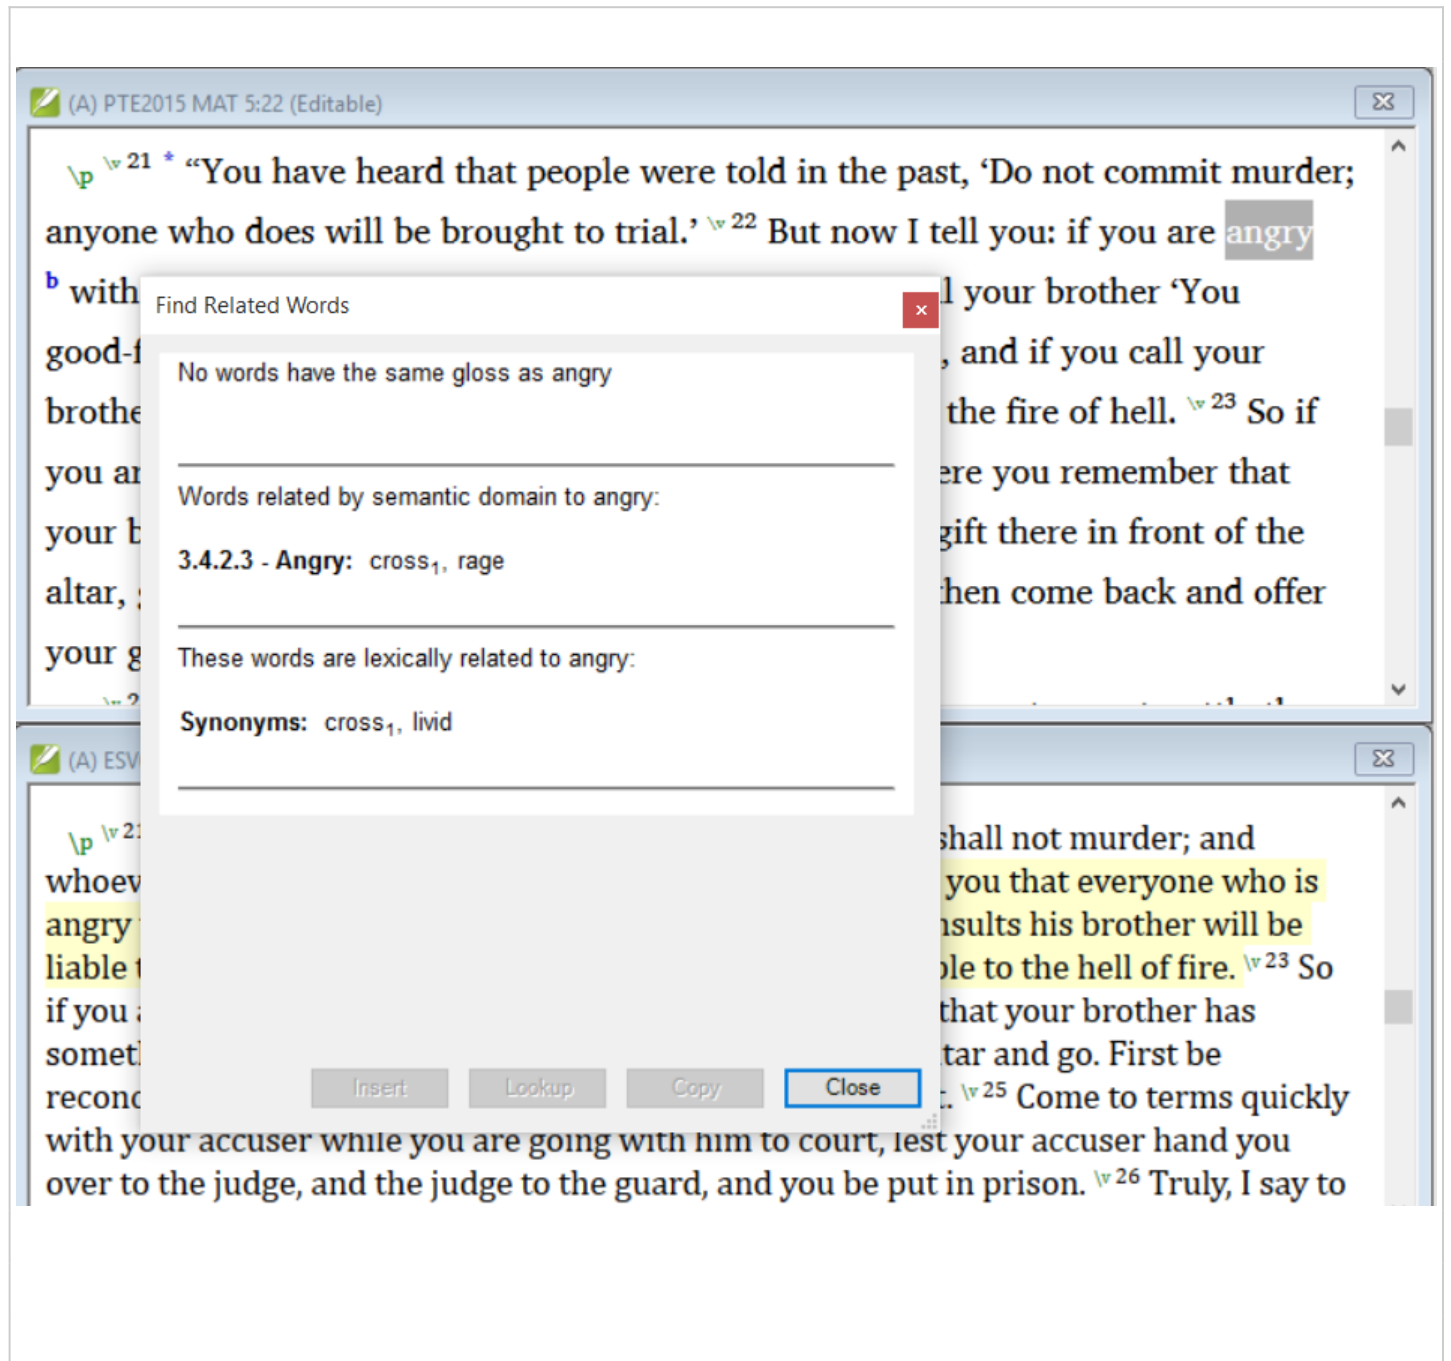 (A) PTE2015 MAT 5:22 (Editable)
\p \v 21 * “You have heard that people were told in the past, ‘Do not commit murder;
anyone who does will be brought to trial.’ \v 22 But now I tell you: if you are angry
b with l your brother ‘You
good-f , and if you call your
brothe the fire of hell. \v 23 So if
you ar ere you remember that
your b gift there in front of the
altar, then come back and offer
your g
Find Related Words
No words have the same gloss as angry
Words related by semantic domain to angry:
3.4.2.3 - Angry: cross1, rage
These words are lexically related to angry:
Synonyms: cross1, livid
Insert Lookup Copy Close
(A) ESV
\p \v 21 shall not murder; and
whoev you that everyone who is
angry nsults his brother will be
liable t ble to the hell of fire. \v 23 So
if you that your brother has
somet tar and go. First be
reconc t. \v 25 Come to terms quickly
with your accuser while you are going with him to court, lest your accuser hand you
over to the judge, and the judge to the guard, and you be put in prison. \v 26 Truly, I say to